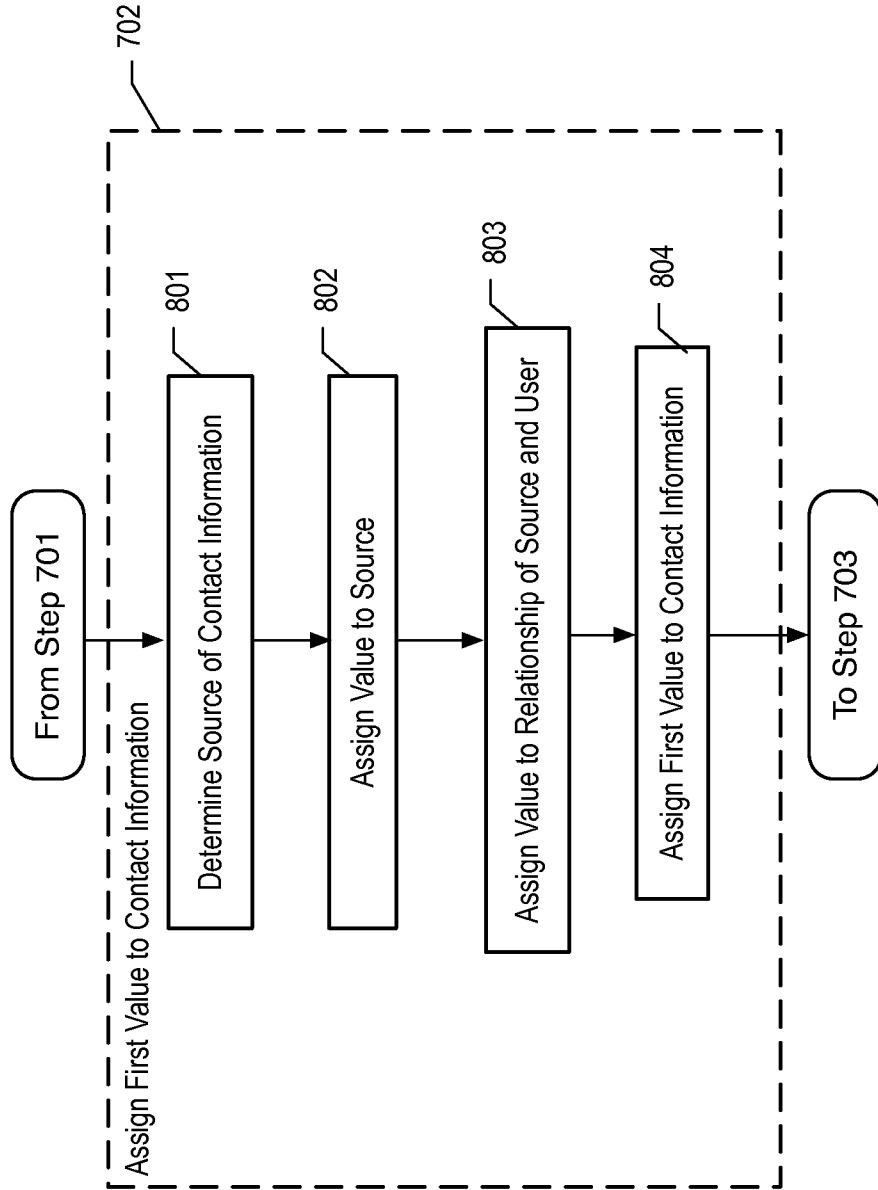 From Step 701
702
Assign First Value to Contact Information
801
Determine Source of Contact Information
802
Assign Value to Source
803
Assign Value to Relationship of Source and User
804
Assign First Value to Contact Information
To Step 703